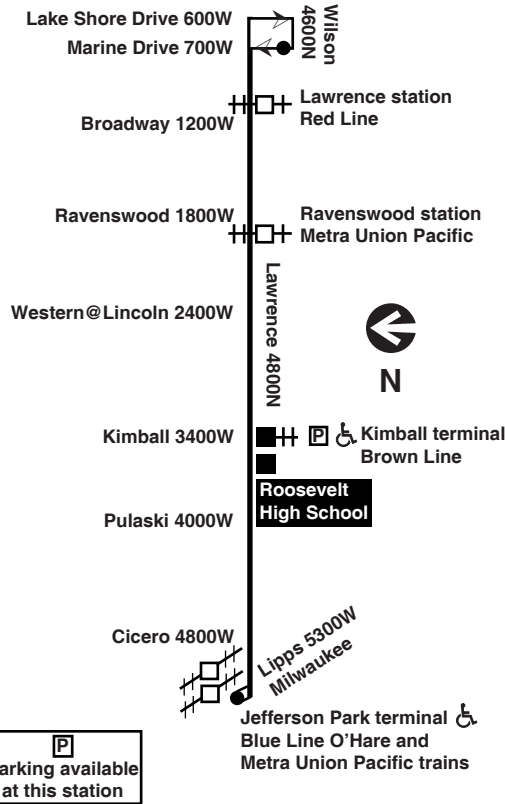 Lake Shore Drive 600W
Marine Drive 700W
Wilson
4600N
Lawrence station
Red Line
Broadway 1200W
Ravenswood 1800W
Ravenswood station
Metra Union Pacific
Lawrence 4800N
Western@Lincoln 2400W
N
Kimball 3400W
P
Kimball terminal
Brown Line
Roosevelt
High School
Pulaski 4000W
Cicero 4800W
Lipps 5300W
Milwaukee
Jefferson Park terminal
Blue Line O'Hare and
Metra Union Pacific trains
P
arking available
at this station